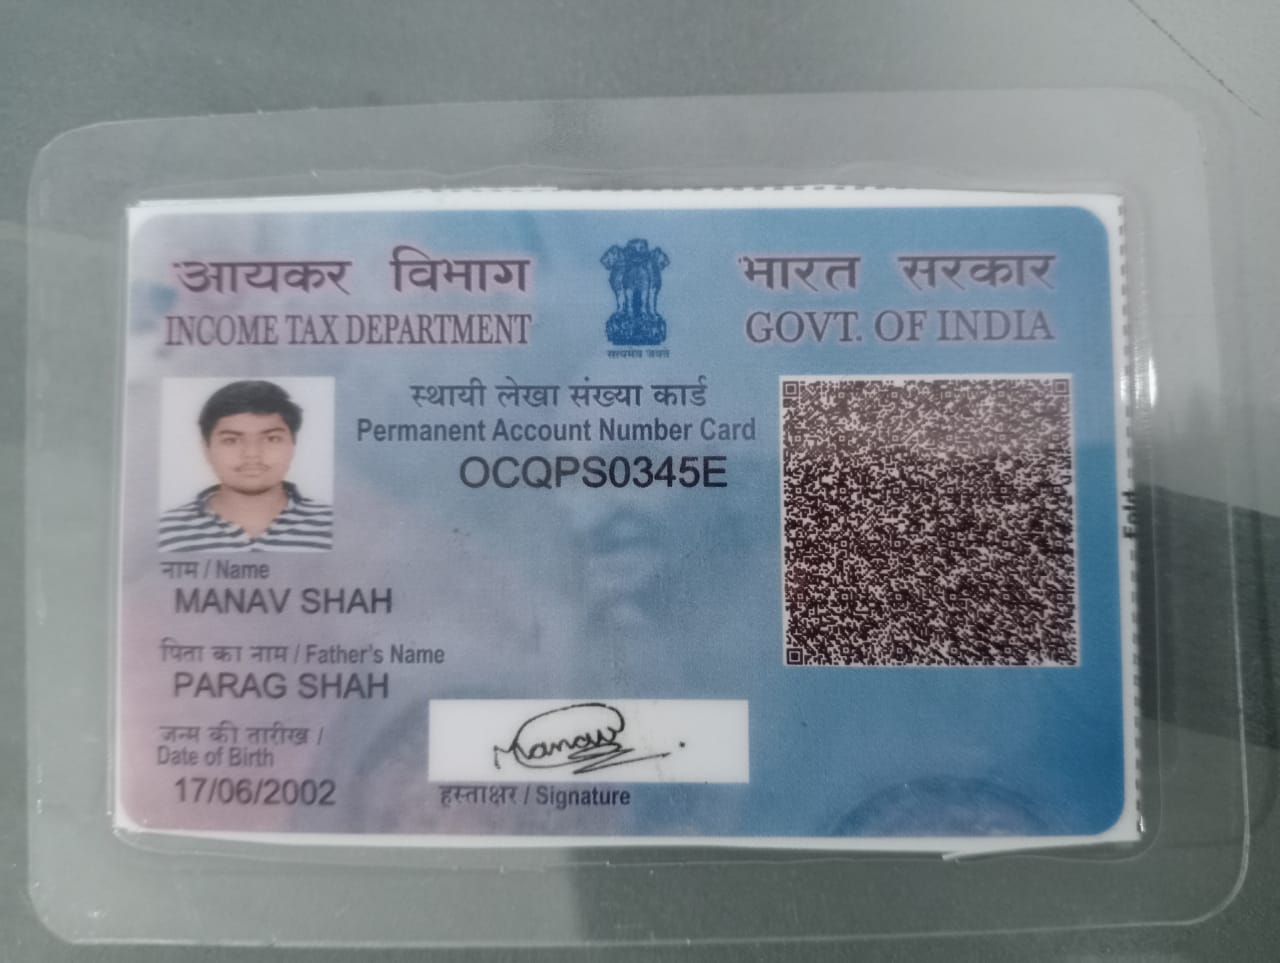 आयकर विभाग
INCOME TAX DEPARTMENT
सत्यमेव जयते
भारत सरकार
GOVT. OF INDIA
स्थायी लेखा संख्या कार्ड
Permanent Account Number Card
OCQPS0345E
नाम / Name
MANAV SHAH
पिता का नाम / Father's Name
PARAG SHAH
जन्म की तारीख /
Date of Birth
17/06/2002
Manav
हस्ताक्षर / Signature
Fold